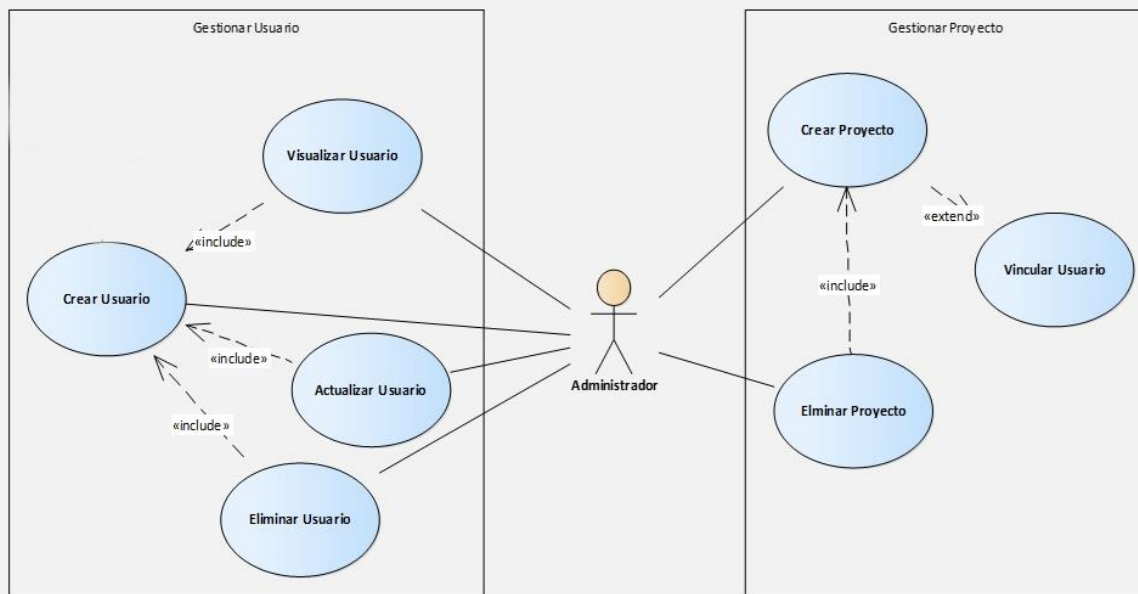 Gestionar Usuario
Gestionar Proyecto
Crear Proyecto
Visualizar Usuario
«extend»
«include»
Vincular Usuario
Crear Usuario
«include»
«include»
Actualizar Usuario
Administrador
Elminar Proyecto
«include»
Eliminar Usuario